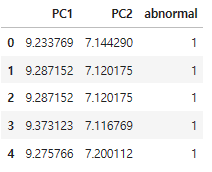 PC1 PC2 abnormal
0 9.233769 7.144290 1
1 9.287152 7.120175 1
2 9.287152 7.120175 1
3 9.373123 7.116769 1
4 9.275766 7.200112 1